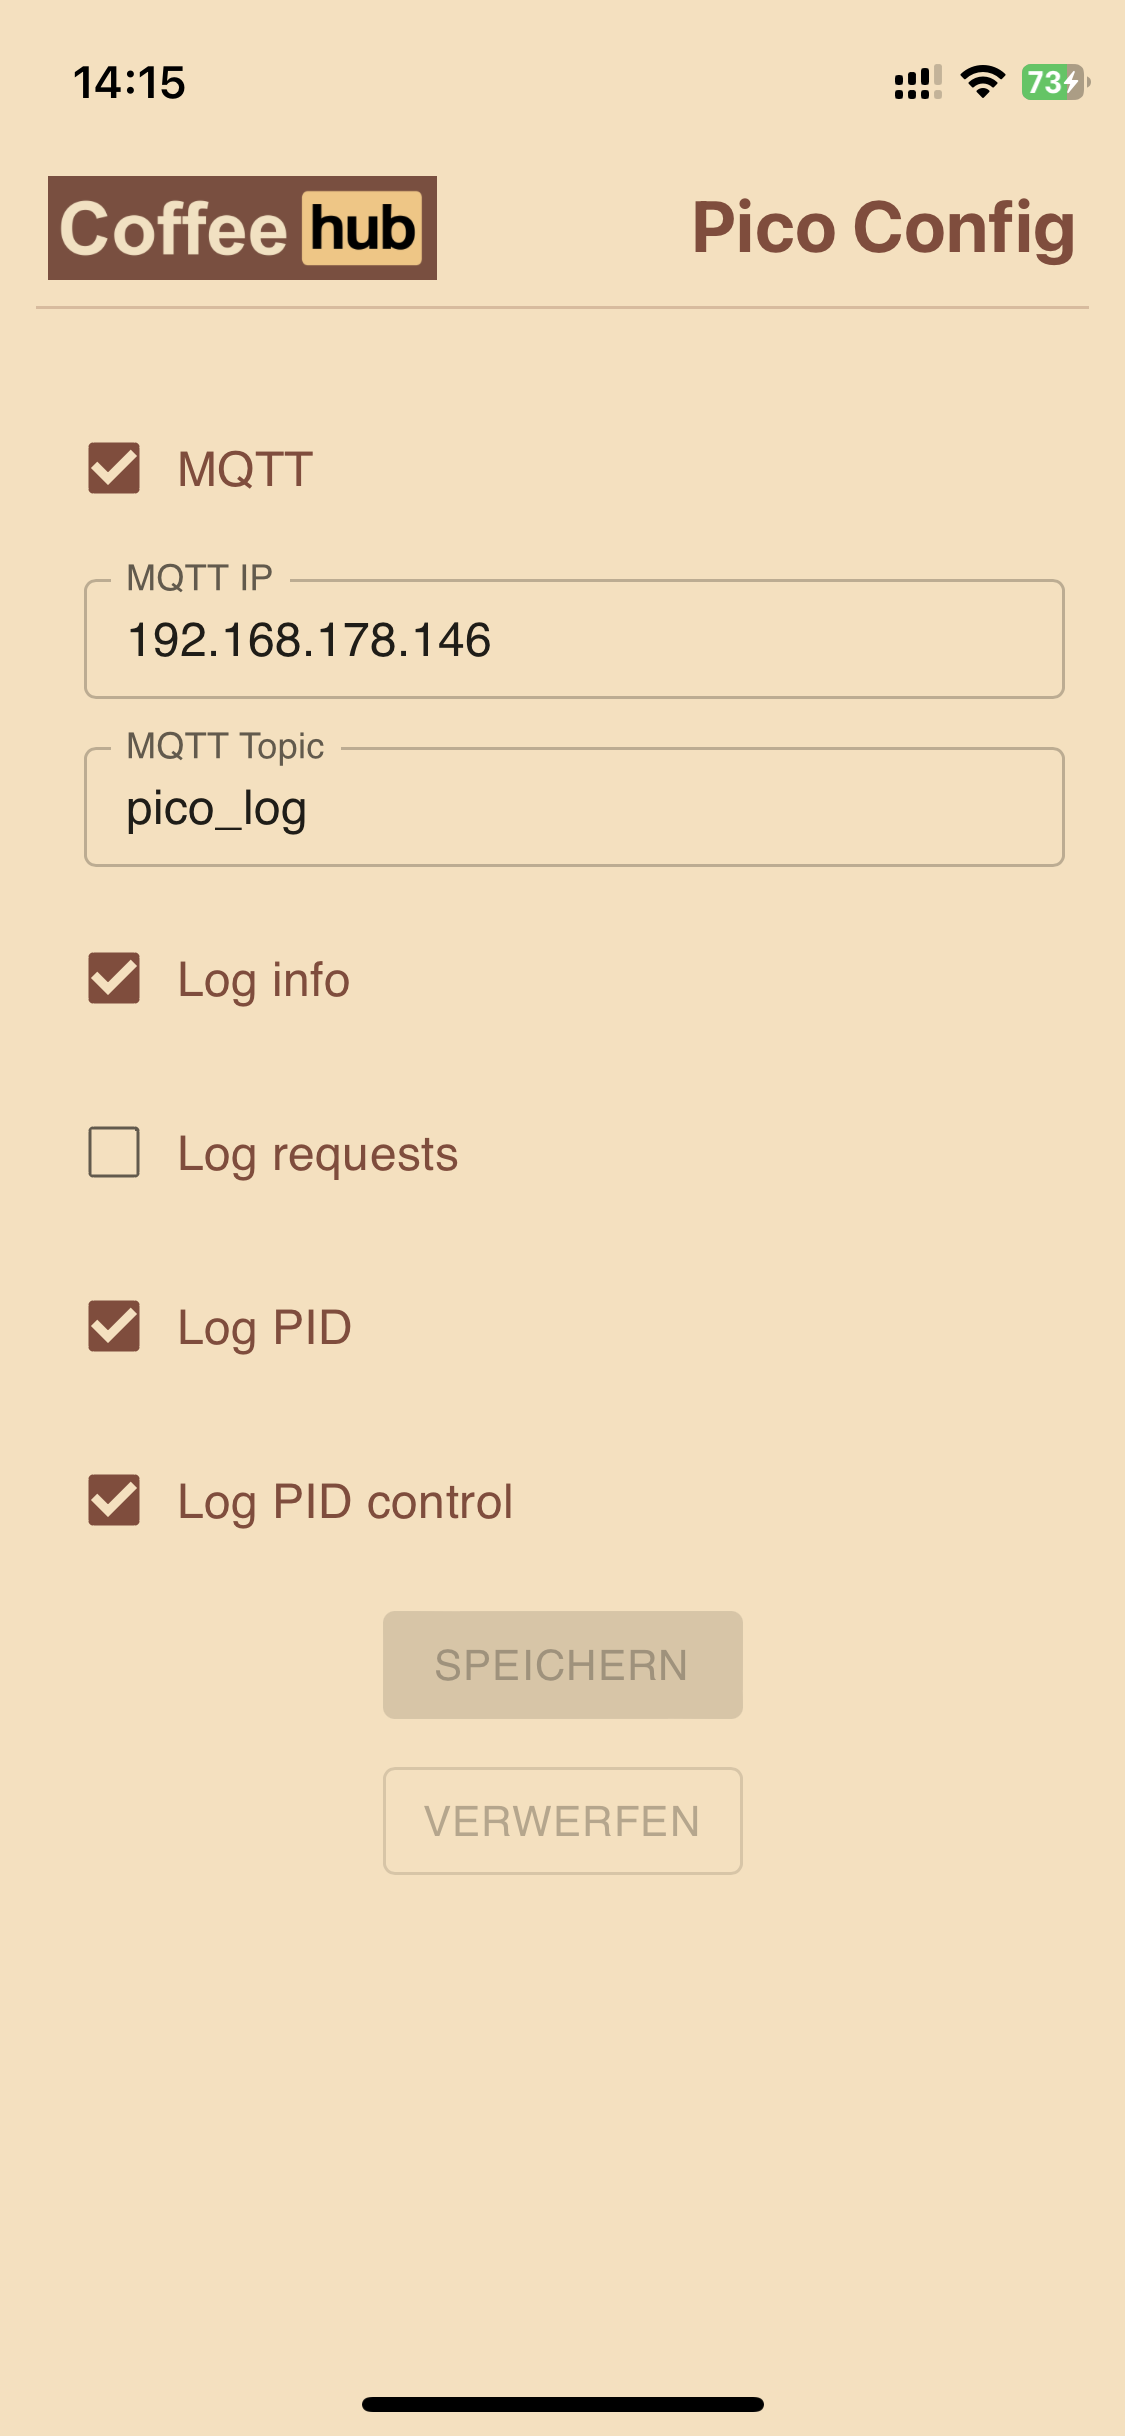 14:15
73
Coffee hub
Pico Config
MQTT
MQTT IP
192.168.178.146
MQTT Topic
pico_log
Log info
Log requests
Log PID
Log PID control
SPEICHERN
VERWERFEN